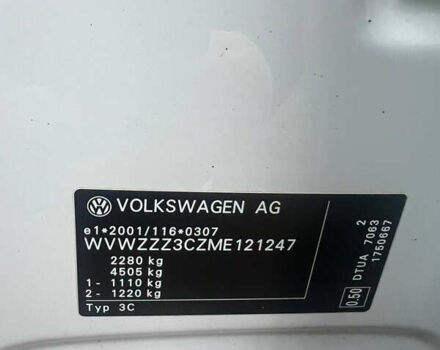 VOLKSWAGEN AG
e1*2001/116*0307
WVWZZZ3CZME121247
2280 kg
4505 kg
1- 1110 kg
2- 1220 kg
Typ 3C
0.50
DTUA 7063 2
1750667